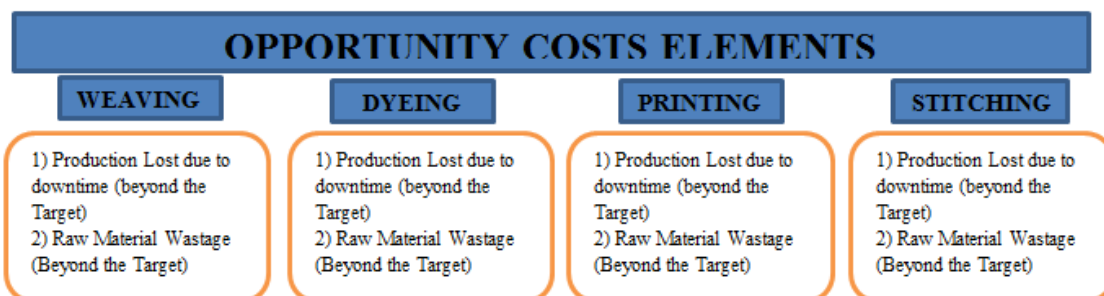 OPPORTUNITY COSTS ELEMENTS
WEAVING
1) Production Lost due to
downtime (beyond the
Target)
2) Raw Material Wastage
(Beyond the Target)
DYEING
1) Production Lost due to
downtime (beyond the
Target)
2) Raw Material Wastage
(Beyond the Target)
PRINTING
1) Production Lost due to
downtime (beyond the
Target)
2) Raw Material Wastage
(Beyond the Target)
STITCHING
1) Production Lost due to
downtime (beyond the
Target)
2) Raw Material Wastage
(Beyond the Target)